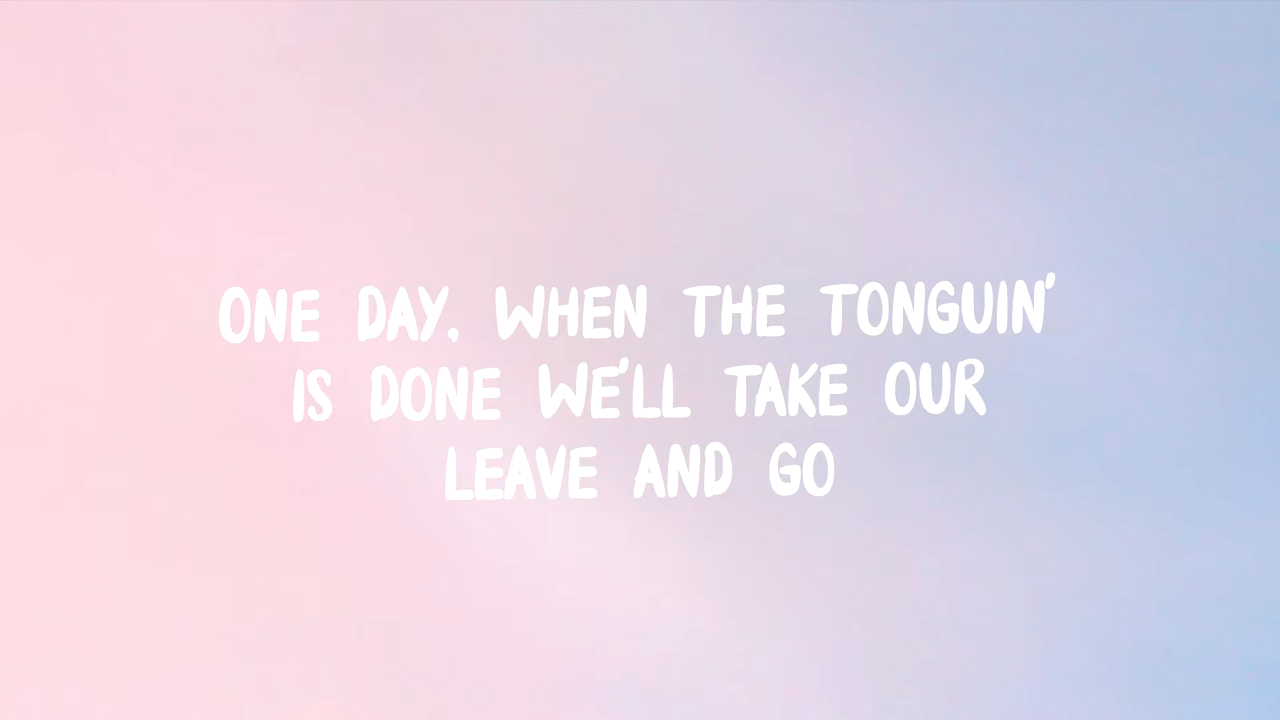 ONE DAY, WHEN THE TONGUIN'
IS DONE WE'LL TAKE OUR
LEAVE AND GO